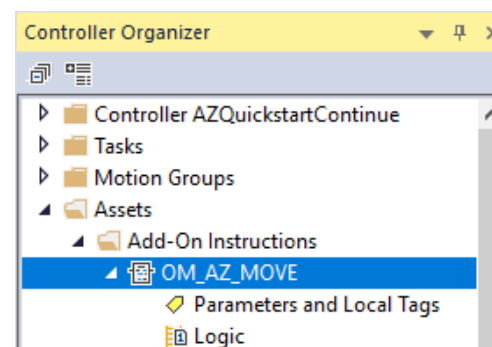 Controller Organizer
Controller AZQuickstartContinue
Tasks
Motion Groups
Assets
Add-On Instructions
OM_AZ_MOVE
Parameters and Local Tags
Logic